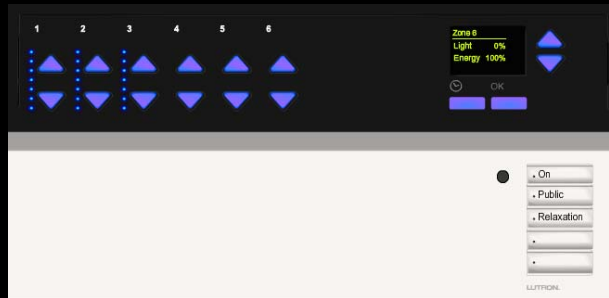 1 2 3 4 5 6
Zone 6
Light 0%
Energy 100%
OK
On
Public
Relaxation
LUTRON.